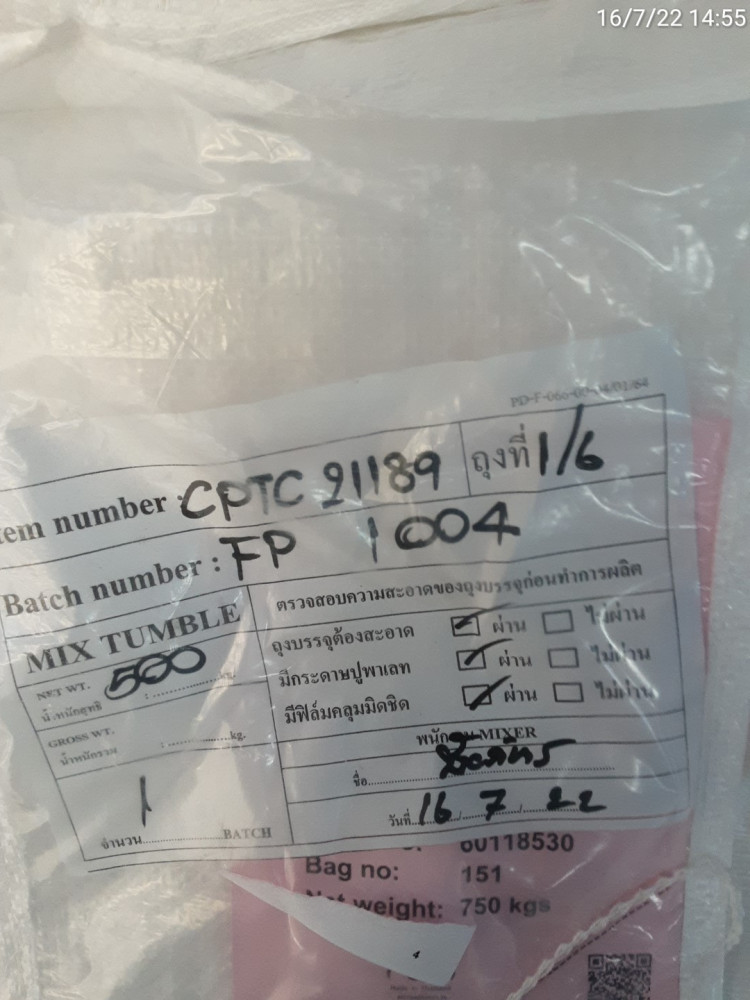 16/7/22 14:55
PD-F-066-00-04/01/64
em number CPTC 21189 ถุงที่ 1/6
Batch number : FP 1004
MIX TUMBLE
ตรวจสอบความสะอาดของถุงบรรจุก่อนทำการผลิต
NET WT. : 500 kg.
น้ำหนักสุทธิ
ถุงบรรจุต้องสะอาด ผ่าน ไม่ผ่าน
มีกระดาษปูพาเลท ผ่าน ไม่ผ่าน
มีฟิล์มคลุมมิดชิด ผ่าน ไม่ผ่าน
GROSS WT. : kg.
น้ำหนักรวม
MIXER
ชื่อ
จำนวน 1 BATCH
วันที่ 16 7 22
60118530
Bag no: 151
Net weight: 750 kgs
4